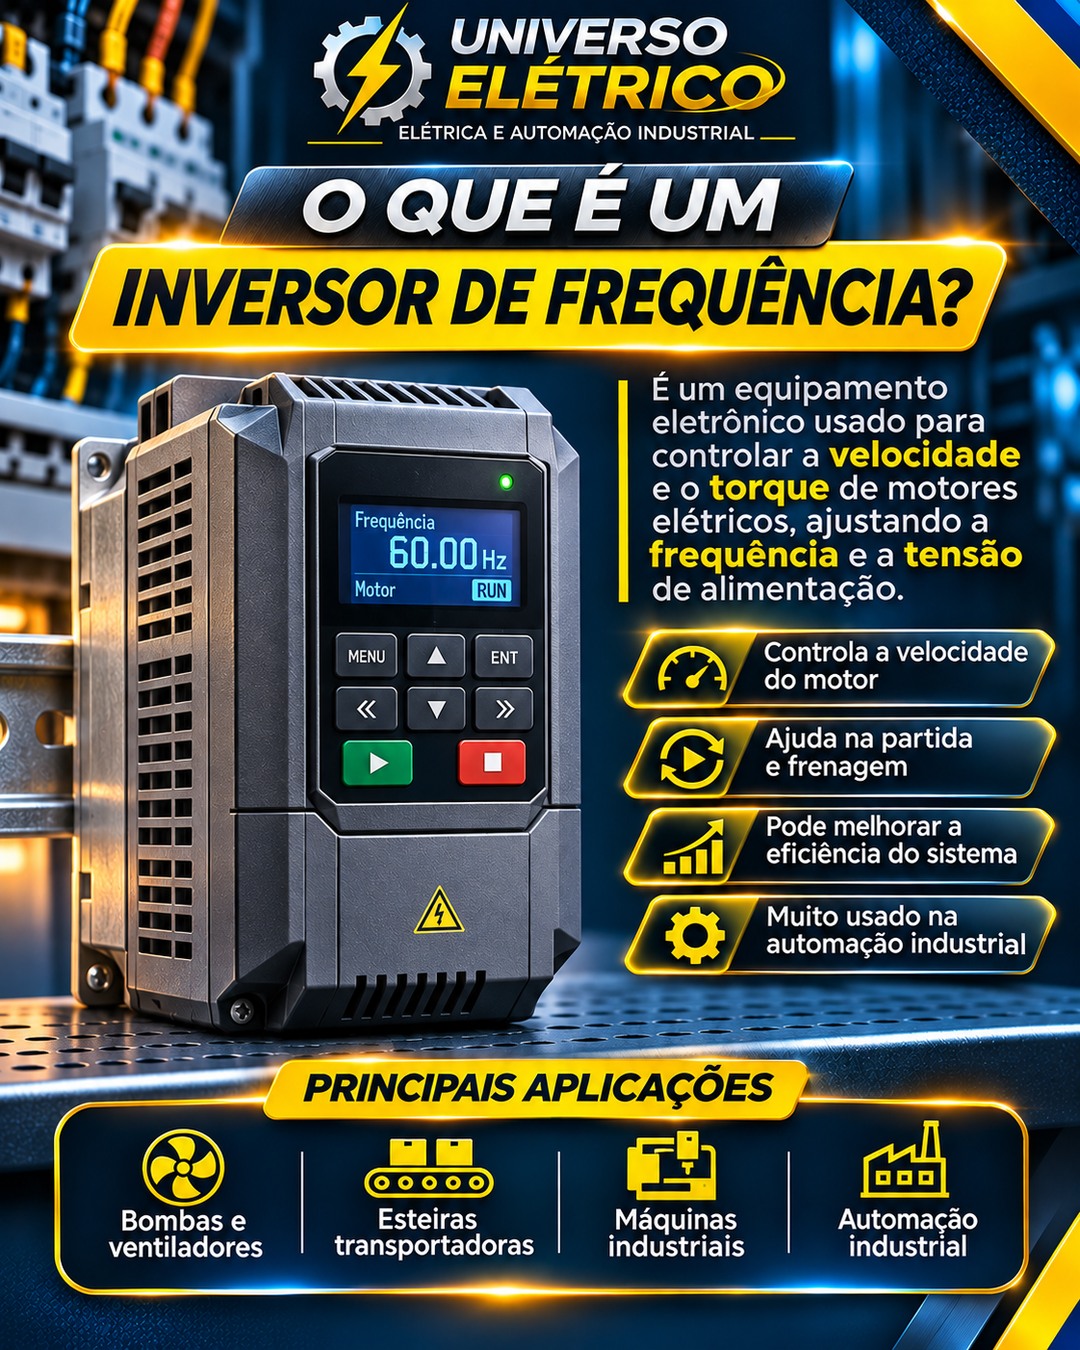 UNIVERSO
ELÉTRICO
ELÉTRICA E AUTOMAÇÃO INDUSTRIAL
O QUE É UM
INVERSOR DE FREQUÊNCIA?
É um equipamento
eletrônico usado para
controlar a velocidade
e o torque de motores
elétricos, ajustando a
frequência e a tensão
de alimentação.
Frequência
60.00 Hz
Motor RUN
MENU
ENT
Controla a velocidade
do motor
Ajuda na partida
e frenagem
Pode melhorar a
eficiência do sistema
Muito usado na
automação industrial
PRINCIPAIS APLICAÇÕES
Bombas e
ventiladores
Esteiras
transportadoras
Máquinas
industriais
Automação
industrial